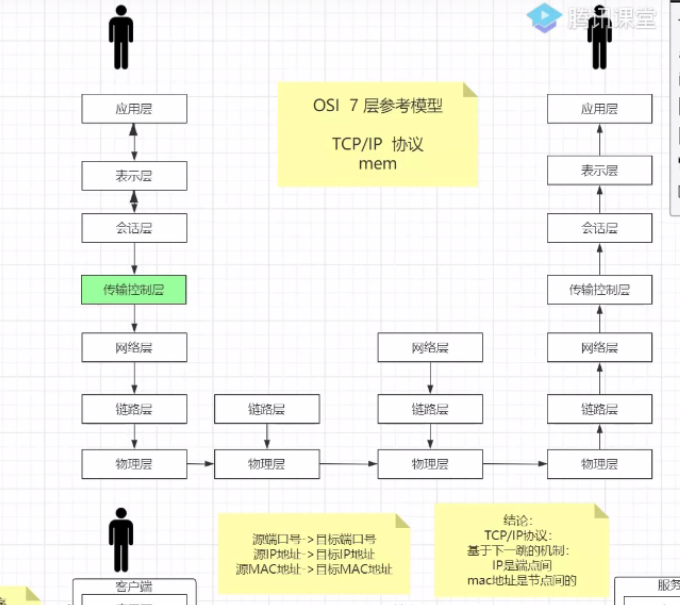 腾讯课堂
OSI 7 层参考模型
TCP/IP 协议
mem
应用层
表示层
会话层
传输控制层
网络层
链路层
物理层
链路层
物理层
网络层
链路层
物理层
应用层
表示层
会话层
传输控制层
网络层
链路层
物理层
源端口号->目标端口号
源IP地址->目标IP地址
源MAC地址->目标MAC地址
结论：
TCP/IP协议：
基于下一跳的机制：
IP是端点间
mac地址是节点间的
客户端
服务